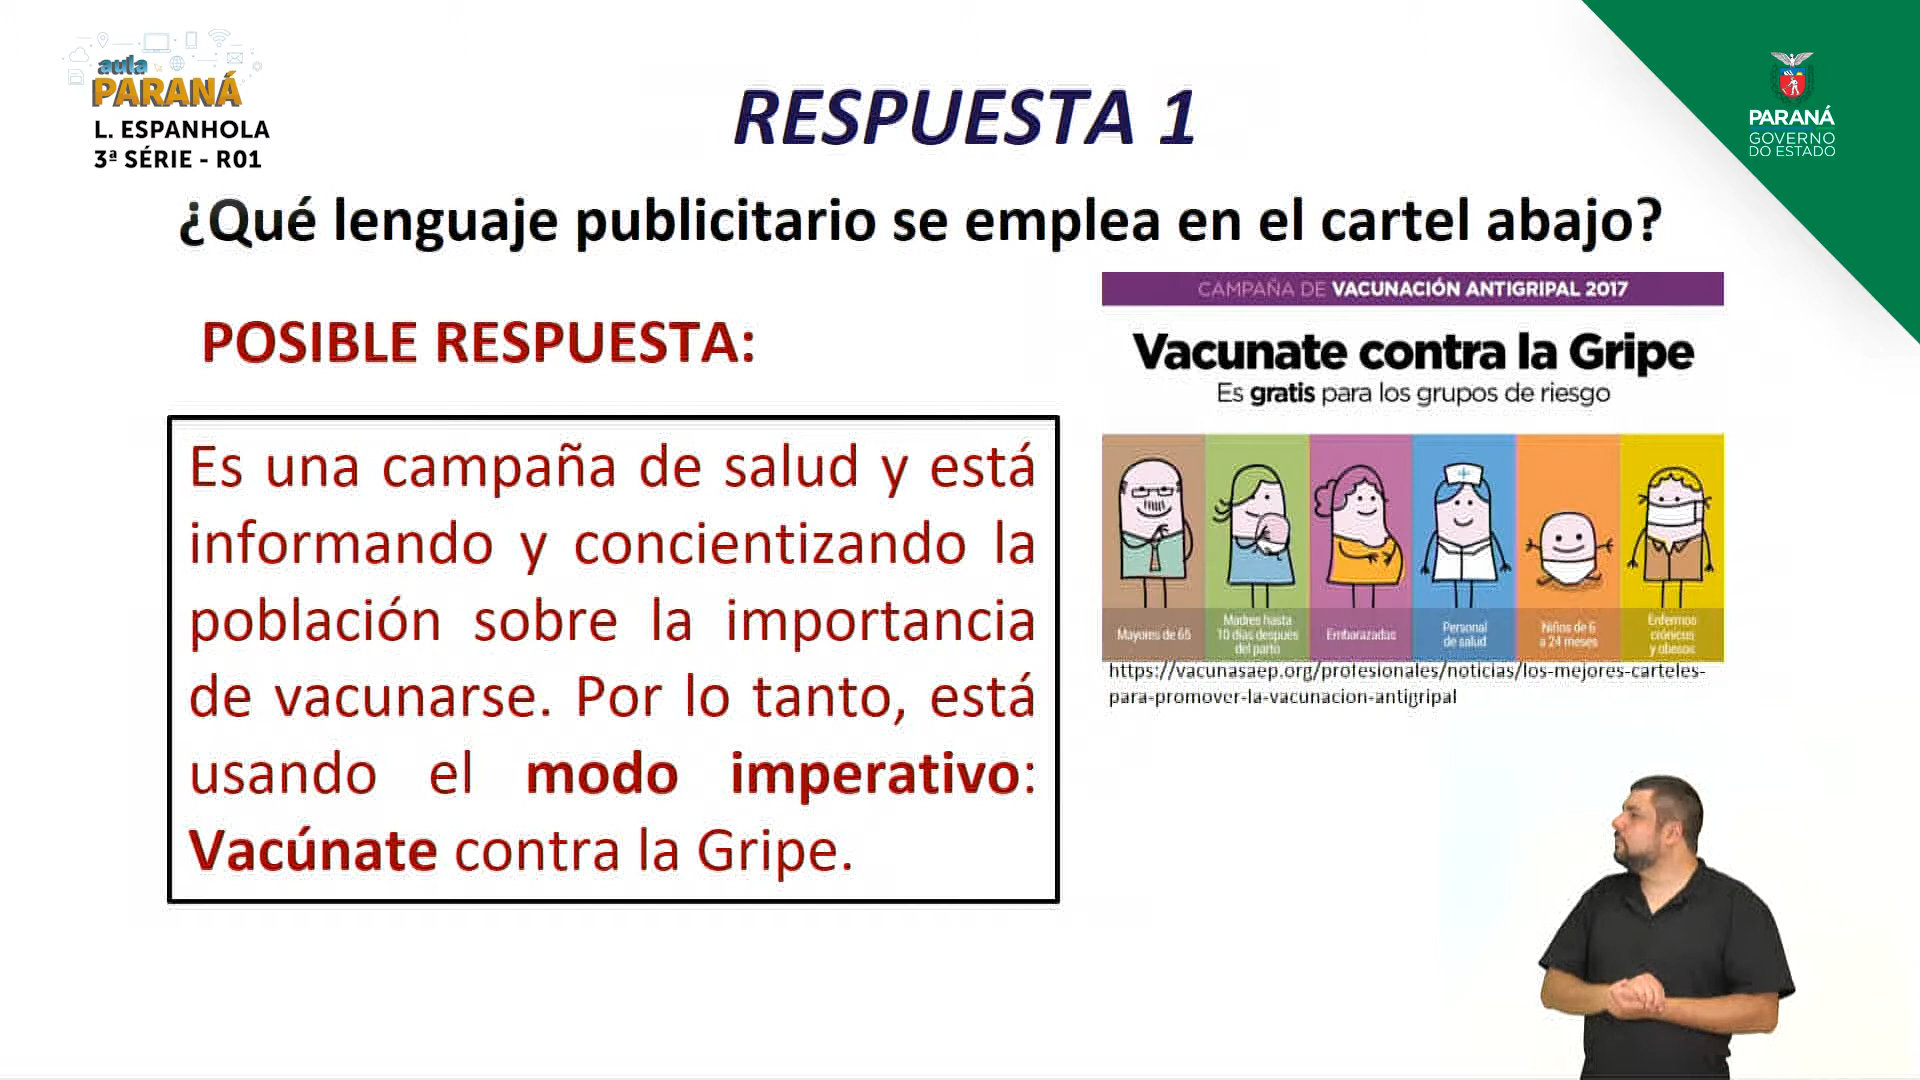 aula
PARANÁ
L. ESPANHOLA
3ª SÉRIE - R01
RESPUESTA 1
PARANÁ
GOVERNO
DO ESTADO
¿Qué lenguaje publicitario se emplea en el cartel abajo?
POSIBLE RESPUESTA:
Es una campaña de salud y está
informando y concientizando la
población sobre la importancia
de vacunarse. Por lo tanto, está
usando el modo imperativo:
Vacúnate contra la Gripe.
CAMPAÑA DE VACUNACIÓN ANTIGRIPAL 2017
Vacunate contra la Gripe
Es gratis para los grupos de riesgo
Mayores de 65
Madres hasta
10 días después
del parto
Embarazadas
Personal
de salud
Niños de 6
a 24 meses
Enfermos
crónicos
y obesos
https://vacunasaep.org/profesionales/noticias/los-mejores-carteles-
para-promover-la-vacunacion-antigripal